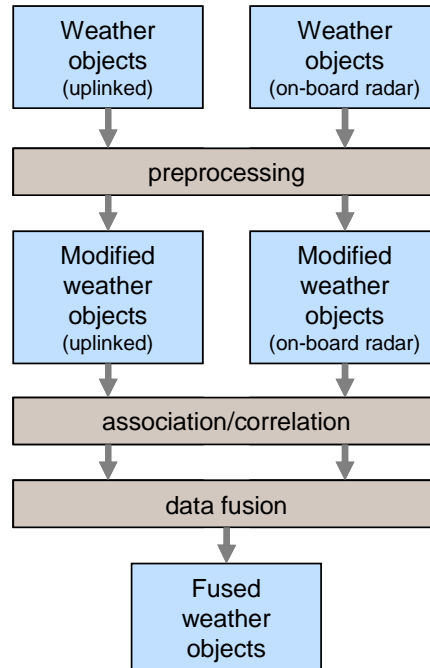 Weather
objects
(uplinked)
Weather
objects
(on-board radar)
preprocessing
Modified
weather
objects
(uplinked)
Modified
weather
objects
(on-board radar)
association/correlation
data fusion
Fused
weather
objects